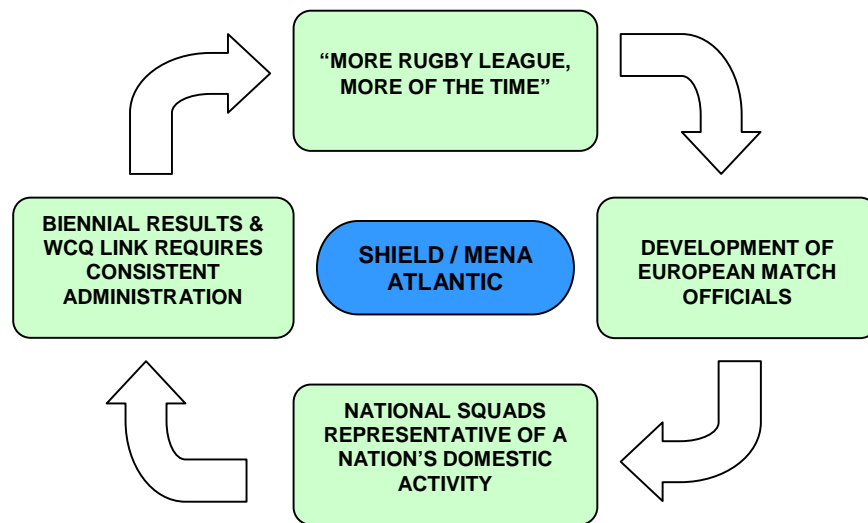 “MORE RUGBY LEAGUE,
MORE OF THE TIME”
BIENNIAL RESULTS &
WCQ LINK REQUIRES
CONSISTENT
ADMINISTRATION
SHIELD / MENA
ATLANTIC
DEVELOPMENT OF
EUROPEAN MATCH
OFFICIALS
NATIONAL SQUADS
REPRESENTATIVE OF A
NATION’S DOMESTIC
ACTIVITY